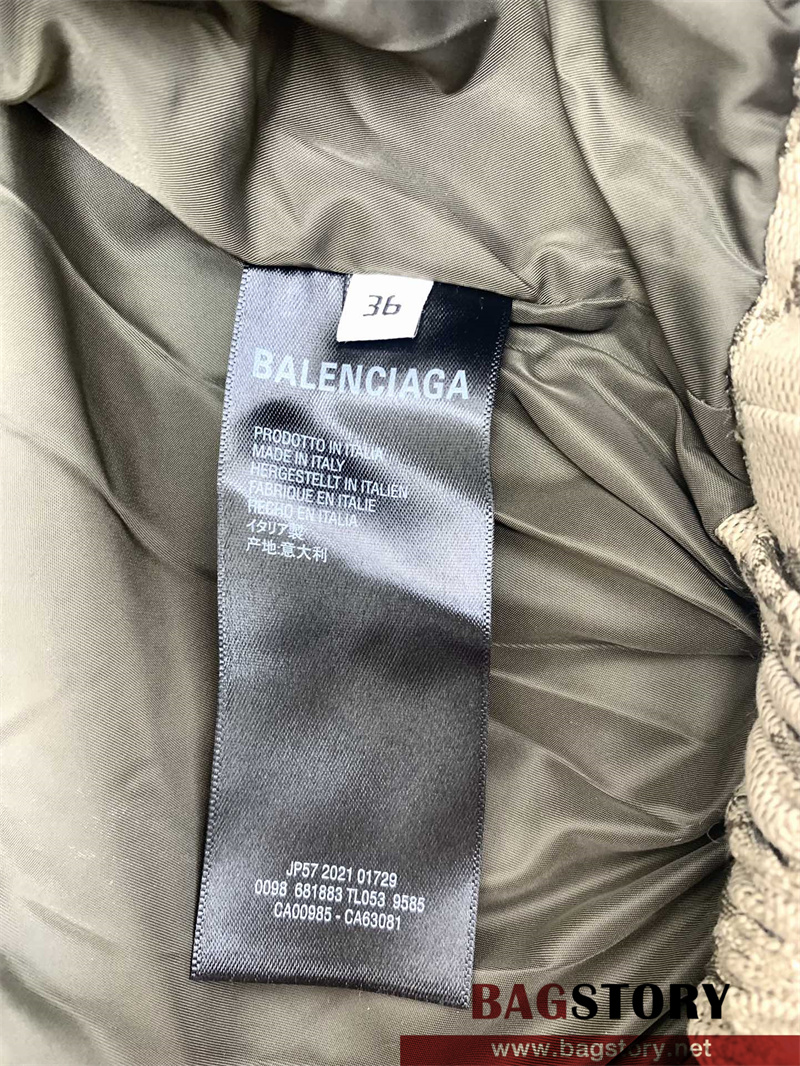 36
BALENCIAGA
PRODOTTO IN ITALIA
MADE IN ITALY
HERGESTELLT IN ITALIEN
FABRIQUE EN ITALIE
HECHO EN ITALIA
イタリア製
产地:意大利
JP57 2021 01729
0098 681883 TL053 9585
CA00985 - CA63081
BAGSTORY
www.bagstory.net